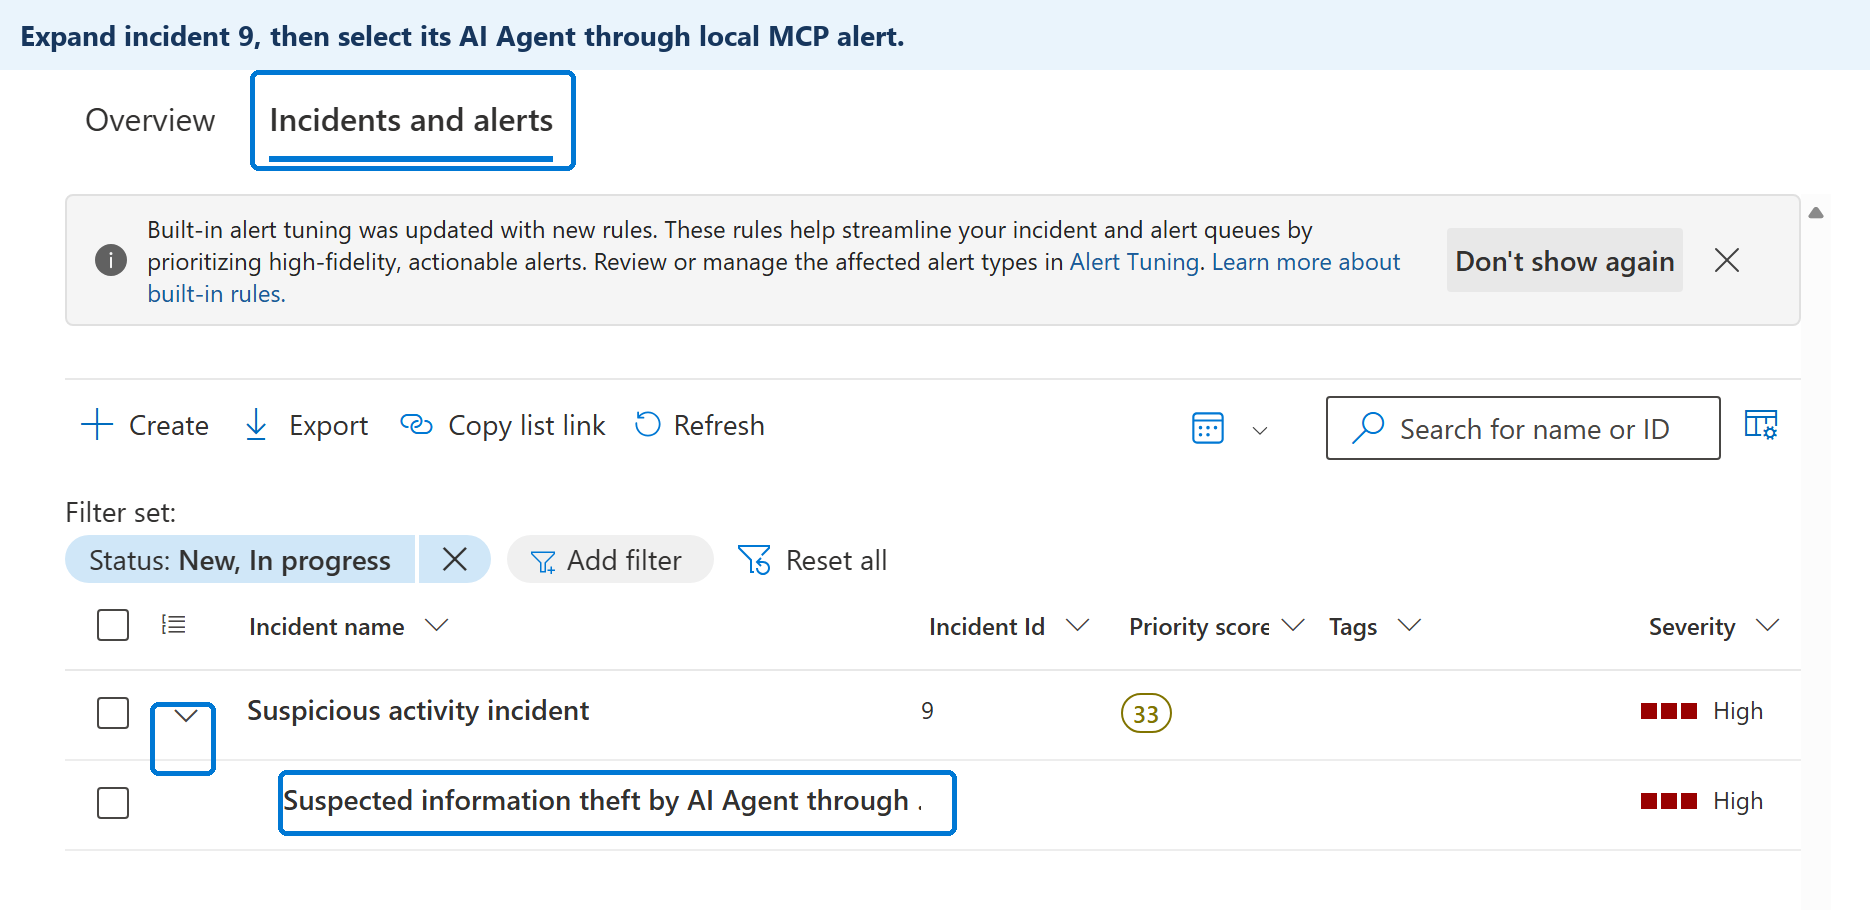 Expand incident 9, then select its AI Agent through local MCP alert.
Overview
Incidents and alerts
Built-in alert tuning was updated with new rules. These rules help streamline your incident and alert queues by
prioritizing high-fidelity, actionable alerts. Review or manage the affected alert types in Alert Tuning. Learn more about
built-in rules.
Don't show again
Create
Export
Copy list link
Refresh
Search for name or ID
Filter set:
Status: New, In progress
Add filter
Reset all
Incident name
Incident Id
Priority score
Tags
Severity
Suspicious activity incident
9
33
High
Suspected information theft by AI Agent through .
High